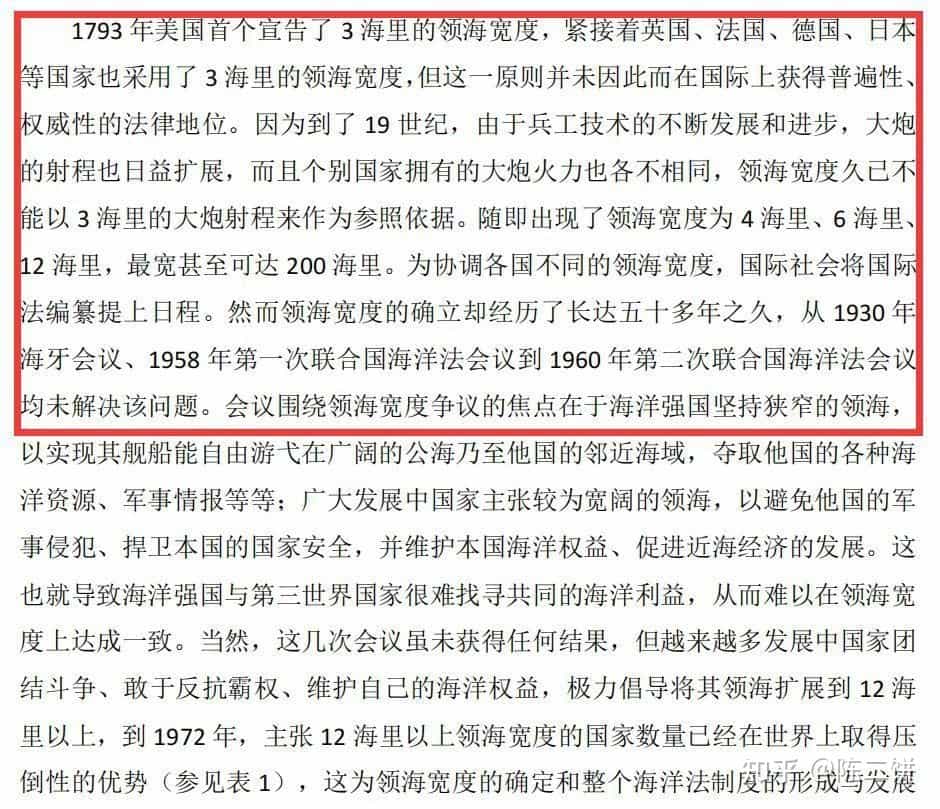 1793 年美国首个宣告了 3 海里的领海宽度，紧接着英国、法国、德国、日本
等国家也采用了 3 海里的领海宽度，但这一原则并未因此而在国际上获得普遍性、
权威性的法律地位。因为到了 19 世纪，由于兵工技术的不断发展和进步，大炮
的射程也日益扩展，而且个别国家拥有的大炮火力也各不相同，领海宽度久已不
能以 3 海里的大炮射程来作为参照依据。随即出现了领海宽度为 4 海里、6 海里、
12 海里，最宽甚至可达 200 海里。为协调各国不同的领海宽度，国际社会将国际
法编纂提上日程。然而领海宽度的确立却经历了长达五十多年之久，从 1930 年
海牙会议、1958 年第一次联合国海洋法会议到 1960 年第二次联合国海洋法会议
均未解决该问题。会议围绕领海宽度争议的焦点在于海洋强国坚持狭窄的领海，
以实现其舰船能自由游弋在广阔的公海乃至他国的邻近海域，夺取他国的各种海
洋资源、军事情报等等；广大发展中国家主张较为宽阔的领海，以避免他国的军
事侵犯、捍卫本国的国家安全，并维护本国海洋权益、促进近海经济的发展。这
也就导致海洋强国与第三世界国家很难找寻共同的海洋利益，从而难以在领海宽
度上达成一致。当然，这几次会议虽未获得任何结果，但越来越多发展中国家团
结斗争、敢于反抗霸权、维护自己的海洋权益，极力倡导将其领海扩展到 12 海
里以上，到 1972 年，主张 12 海里以上领海宽度的国家数量已经在世界上取得压
倒性的优势（参见表 1），这为领海宽度的确定和整个海洋法制度的形成与发展
知乎 @陈二饼